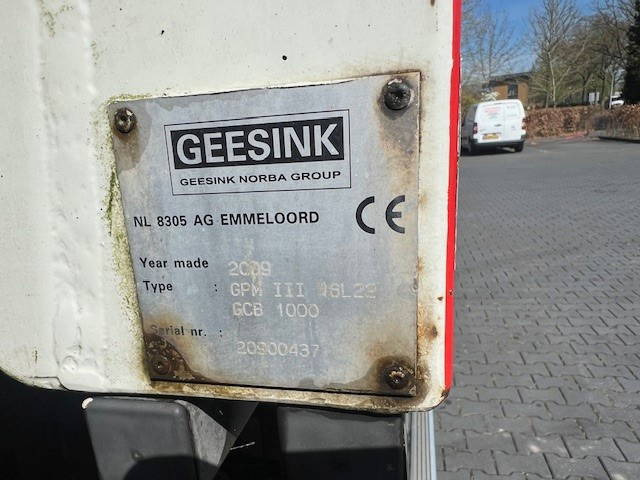 GEESINK
GEESINK NORBA GROUP
NL 8305 AG EMMELOORD CE
Year made 2009
Type : GPM III 16L22
GCB 1000
Serial nr. :
20900437